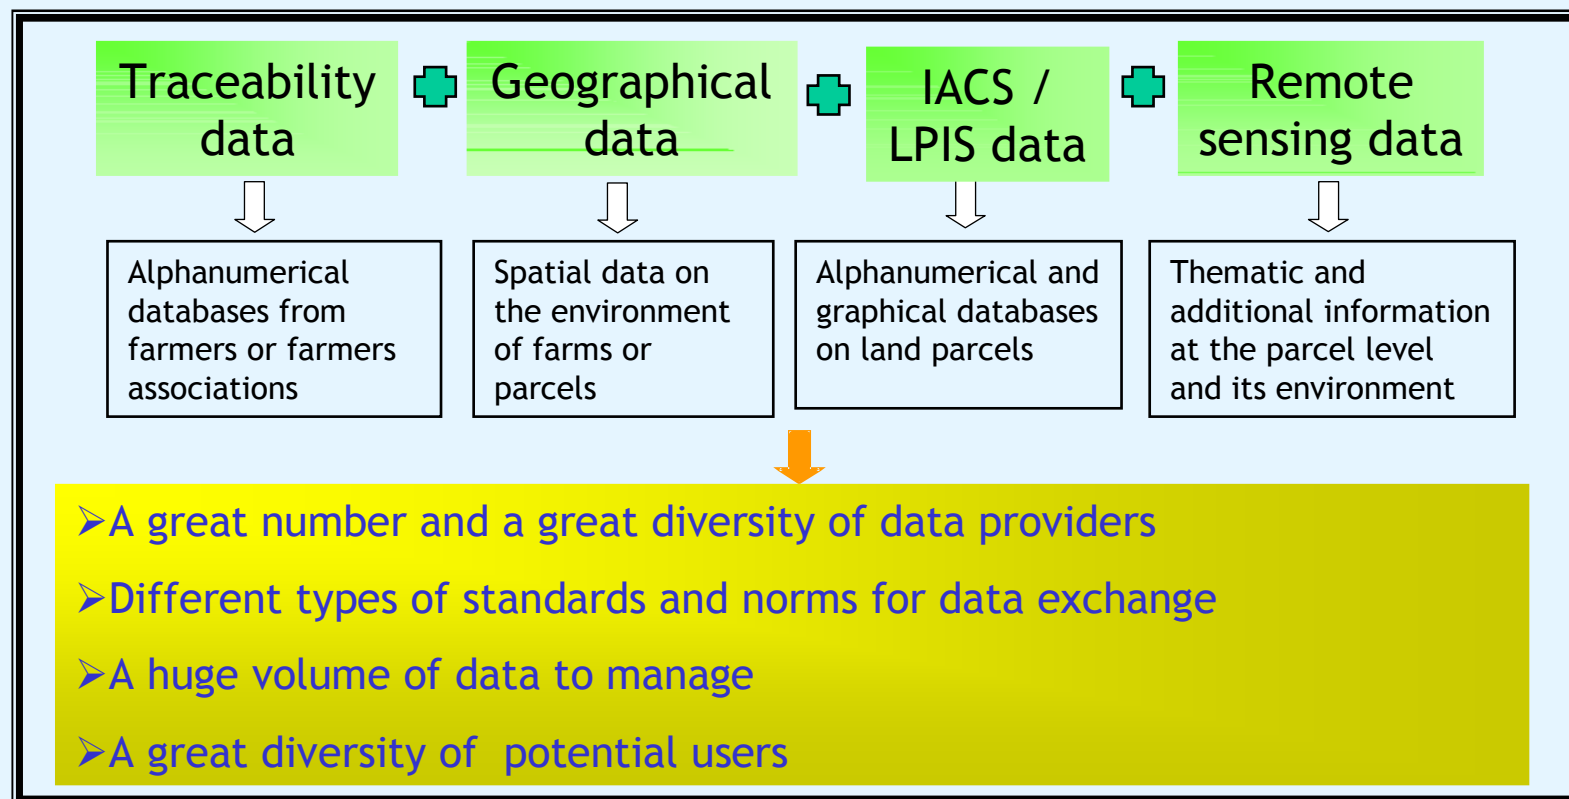 Traceability
data
Geographical
data
IACS /
LPIS data
Remote
sensing data
Alphanumerical
databases from
farmers or farmers
associations
Spatial data on
the environment
of farms or
parcels
Alphanumerical and
graphical databases
on land parcels
Thematic and
additional information
at the parcel level
and its environment
➢A great number and a great diversity of data providers
➢Different types of standards and norms for data exchange
➢A huge volume of data to manage
➢A great diversity of  potential users